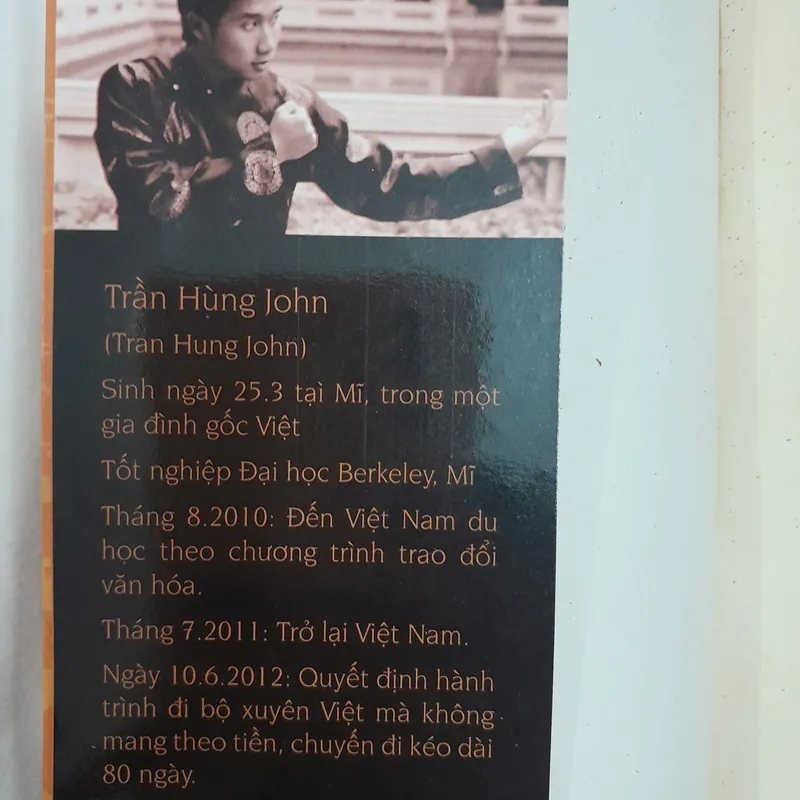 Trần Hùng John
(Tran Hung John)
Sinh ngày 25.3 tại Mĩ, trong một
gia đình gốc Việt
Tốt nghiệp Đại học Berkeley, Mĩ
Tháng 8.2010: Đến Việt Nam du
học theo chương trình trao đổi
văn hóa.
Tháng 7.2011: Trở lại Việt Nam.
Ngày 10.6.2012: Quyết định hành
trình đi bộ xuyên Việt mà không
mang theo tiền, chuyến đi kéo dài
80 ngày.